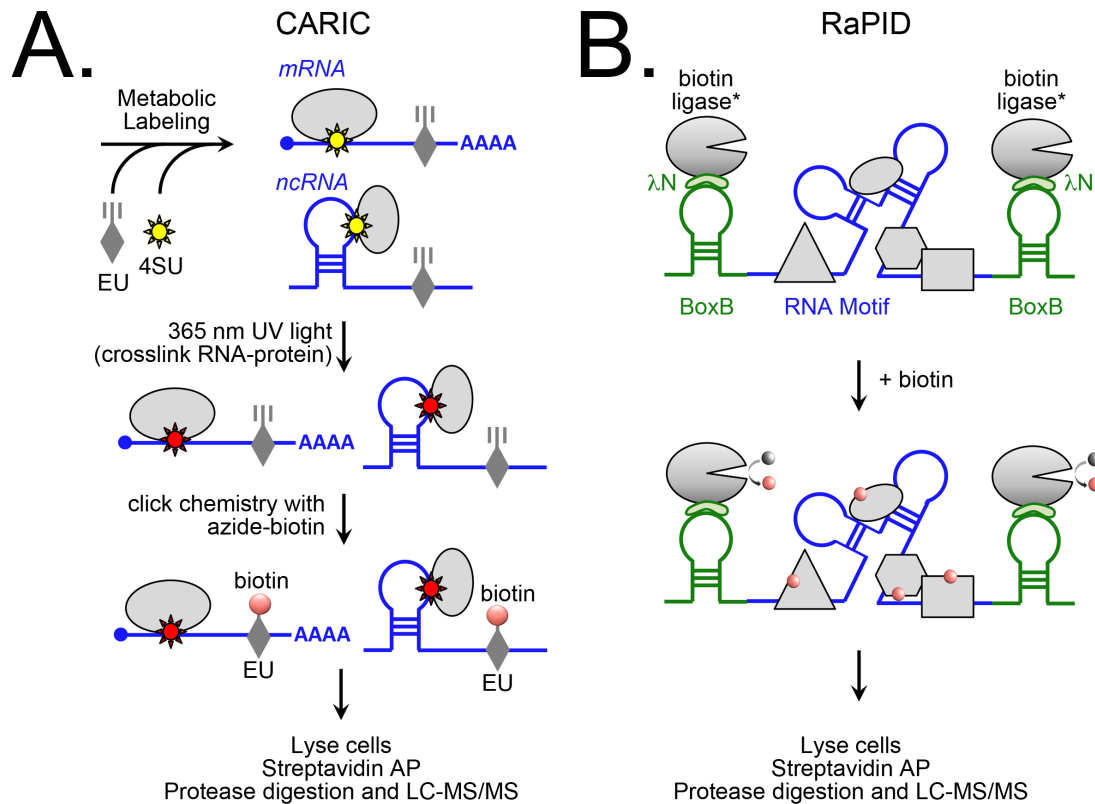 A.
CARIC
Metabolic
Labeling
EU
4SU
mRNA
AAAA
ncRNA
365 nm UV light
(crosslink RNA-protein)
AAAA
click chemistry with
azide-biotin
biotin
AAAA
EU
biotin
EU
Lyse cells
Streptavidin AP
Protease digestion and LC-MS/MS
B.
RaPID
biotin
ligase*
biotin
ligase*
λN
λN
BoxB
RNA Motif
BoxB
+ biotin
Lyse cells
Streptavidin AP
Protease digestion and LC-MS/MS